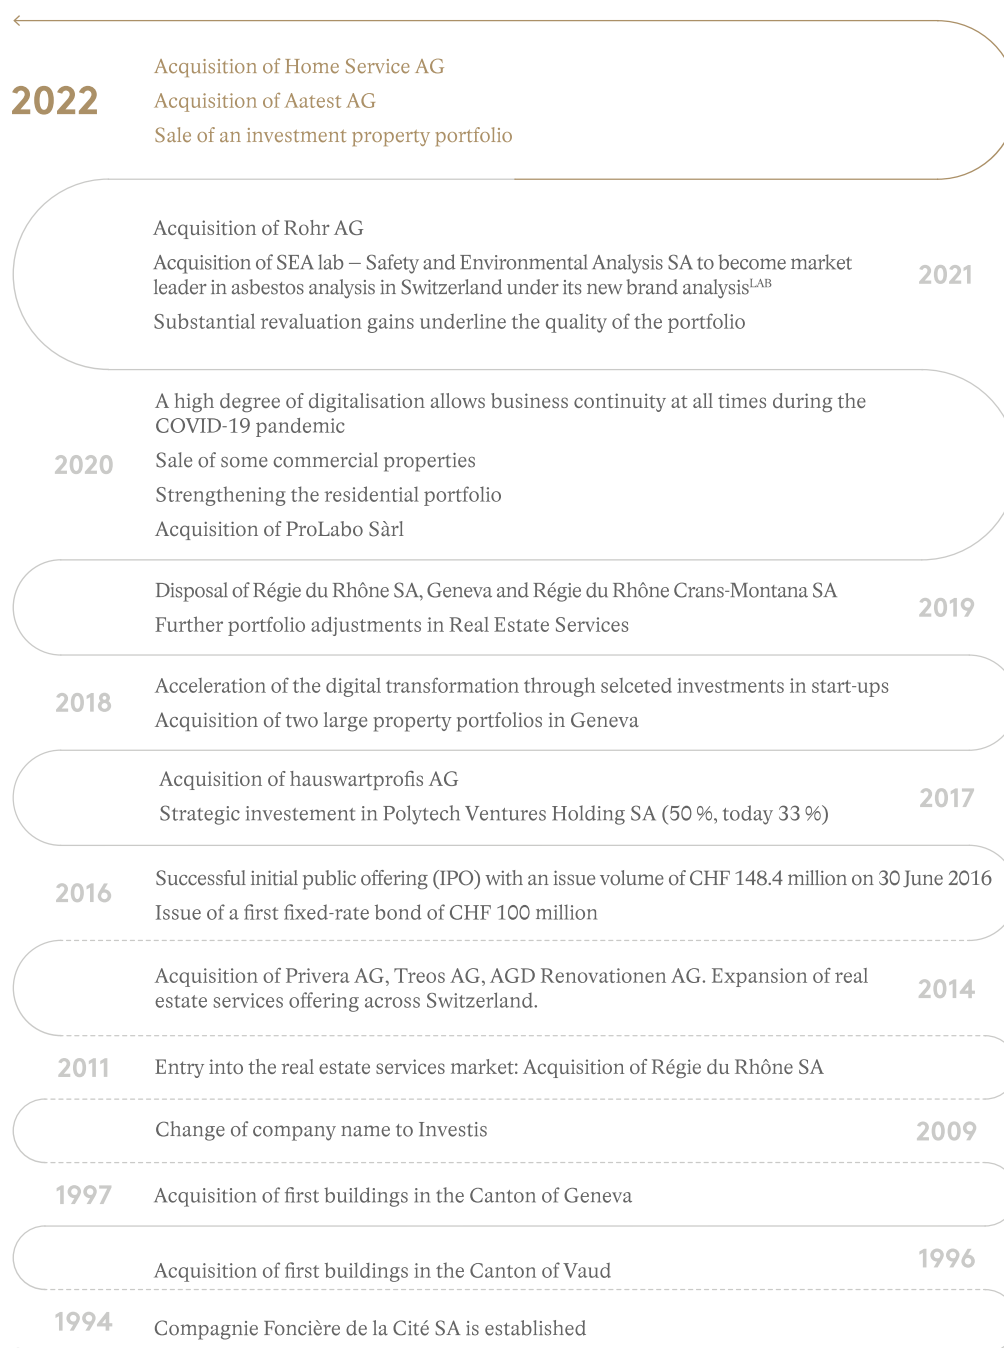 2022
Acquisition of Home Service AG
Acquisition of Aatest AG
Sale of an investment property portfolio
Acquisition of Rohr AG
Acquisition of SEA lab – Safety and Environmental Analysis SA to become market
leader in asbestos analysis in Switzerland under its new brand analysisLAB
Substantial revaluation gains underline the quality of the portfolio
2021
A high degree of digitalisation allows business continuity at all times during the
COVID-19 pandemic
2020
Sale of some commercial properties
Strengthening the residential portfolio
Acquisition of ProLabo Sàrl
Disposal of Régie du Rhône SA, Geneva and Régie du Rhône Crans-Montana SA
Further portfolio adjustments in Real Estate Services
2019
2018
Acceleration of the digital transformation through selceted investments in start-ups
Acquisition of two large property portfolios in Geneva
Acquisition of hauswartprofis AG
Strategic investement in Polytech Ventures Holding SA (50 %, today 33 %)
2017
2016
Successful initial public offering (IPO) with an issue volume of CHF 148.4 million on 30 June 2016
Issue of a first fixed-rate bond of CHF 100 million
Acquisition of Privera AG, Treos AG, AGD Renovationen AG. Expansion of real
estate services offering across Switzerland.
2014
2011
Entry into the real estate services market: Acquisition of Régie du Rhône SA
Change of company name to Investis
2009
1997
Acquisition of first buildings in the Canton of Geneva
Acquisition of first buildings in the Canton of Vaud
1996
1994
Compagnie Foncière de la Cité SA is established